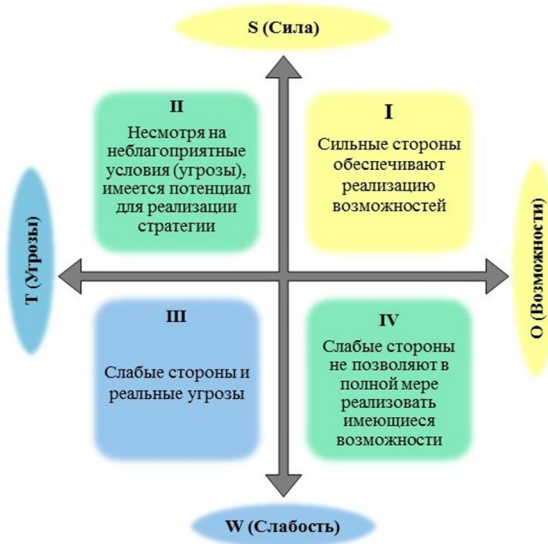 S (Сила)
II
Несмотря на
неблагоприятные
условия (угрозы),
имеется потенциал
для реализации
стратегии
I
Сильные стороны
обеспечивают
реализацию
возможностей
T (Угрозы)
O (Возможности)
III
Слабые стороны и
реальные угрозы
IV
Слабые стороны
не позволяют в
полной мере
реализовать
имеющиеся
возможности
W (Слабость)